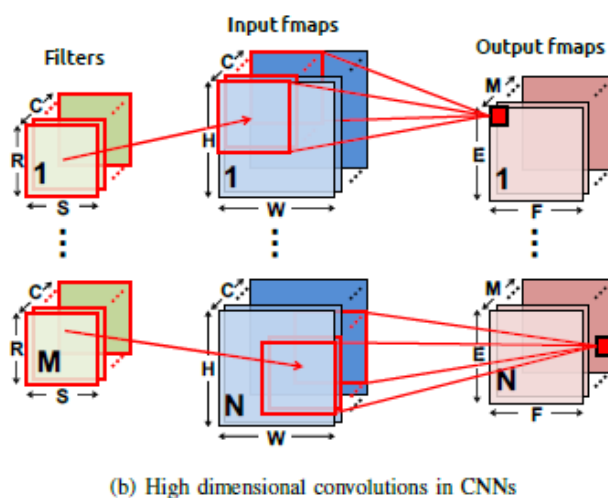 Filters
Input fmaps
Output fmaps
C
R
1
S
C
H
1
W
M
E
1
F
C
R
M
S
C
H
N
W
M
E
N
F
(b) High dimensional convolutions in CNNs